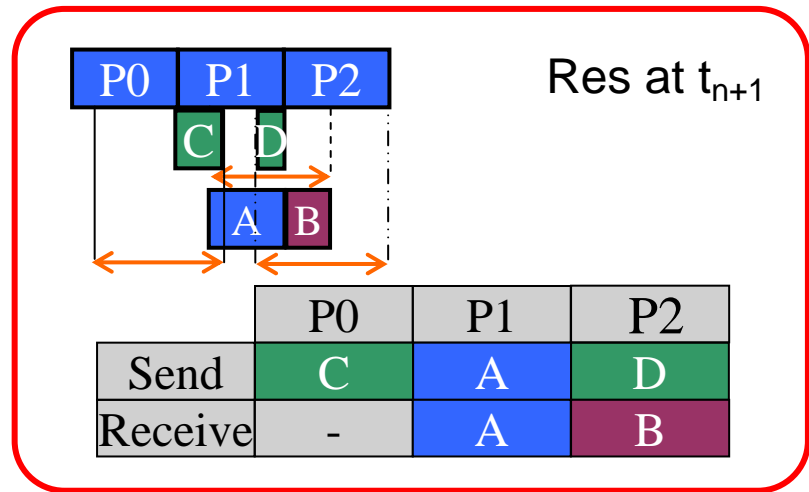 P0 P1 P2
Res at tn+1
C D
A B
P0 P1 P2
Send C A D
Receive - A B